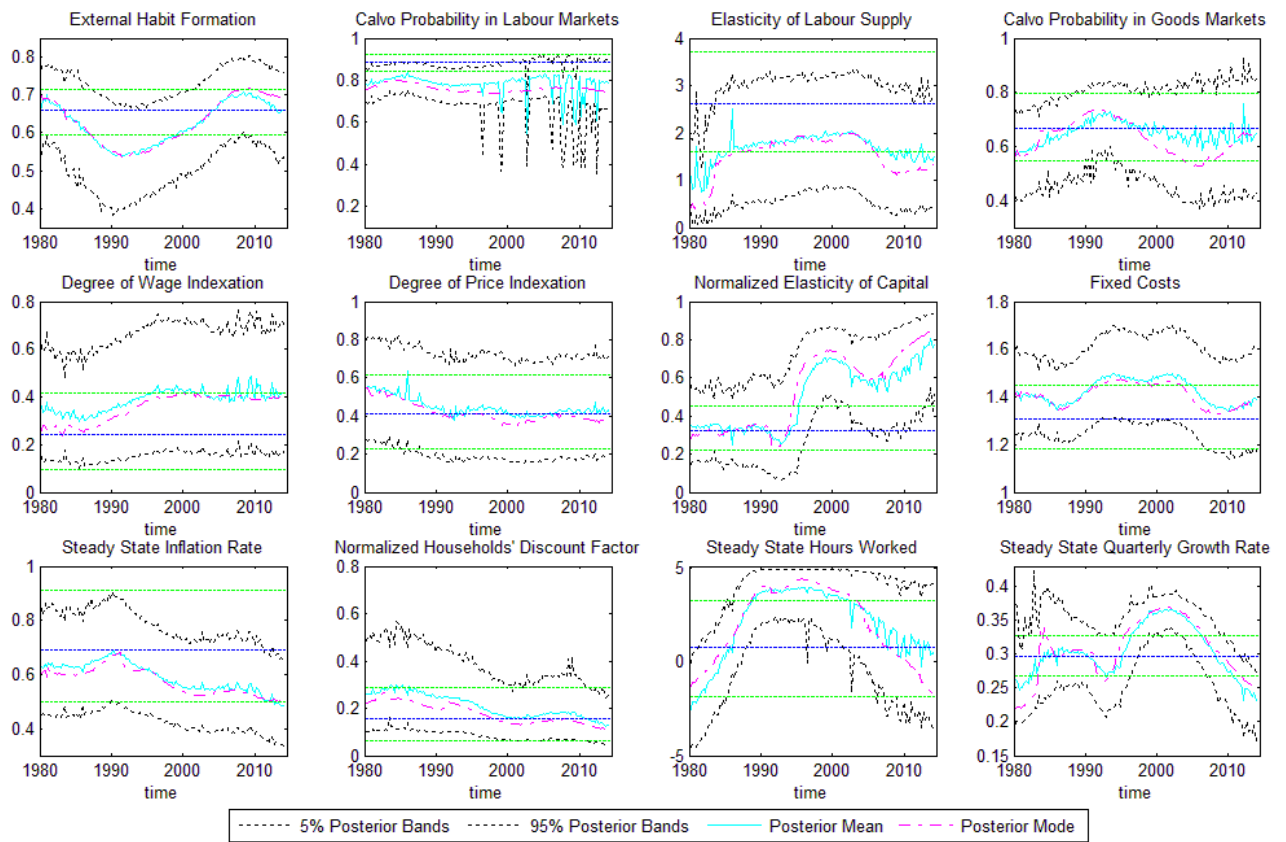 External Habit Formation Calvo Probability in Labour Markets Elasticity of Labour Supply Calvo Probability in Goods Markets
0.8 0.7 0.6 0.5 0.4
1 0.8 0.6 0.4 0.2
4 3 2 1 0
1 0.8 0.6 0.4
1980 1990 2000 2010 1980 1990 2000 2010 1980 1990 2000 2010 1980 1990 2000 2010
time time time time
Degree of Wage Indexation Degree of Price Indexation Normalized Elasticity of Capital Fixed Costs
0.8 0.6 0.4 0.2 0
1 0.8 0.6 0.4 0.2 0
1 0.8 0.6 0.4 0.2 0
1.8 1.6 1.4 1.2 1
1980 1990 2000 2010 1980 1990 2000 2010 1980 1990 2000 2010 1980 1990 2000 2010
time time time time
Steady State Inflation Rate Normalized Households' Discount Factor Steady State Hours Worked Steady State Quarterly Growth Rate
1 0.8 0.6 0.4
0.8 0.6 0.4 0.2 0
5 0 -5
0.4 0.35 0.3 0.25 0.2 0.15
1980 1990 2000 2010 1980 1990 2000 2010 1980 1990 2000 2010 1980 1990 2000 2010
time time time time
5% Posterior Bands 95% Posterior Bands Posterior Mean Posterior Mode